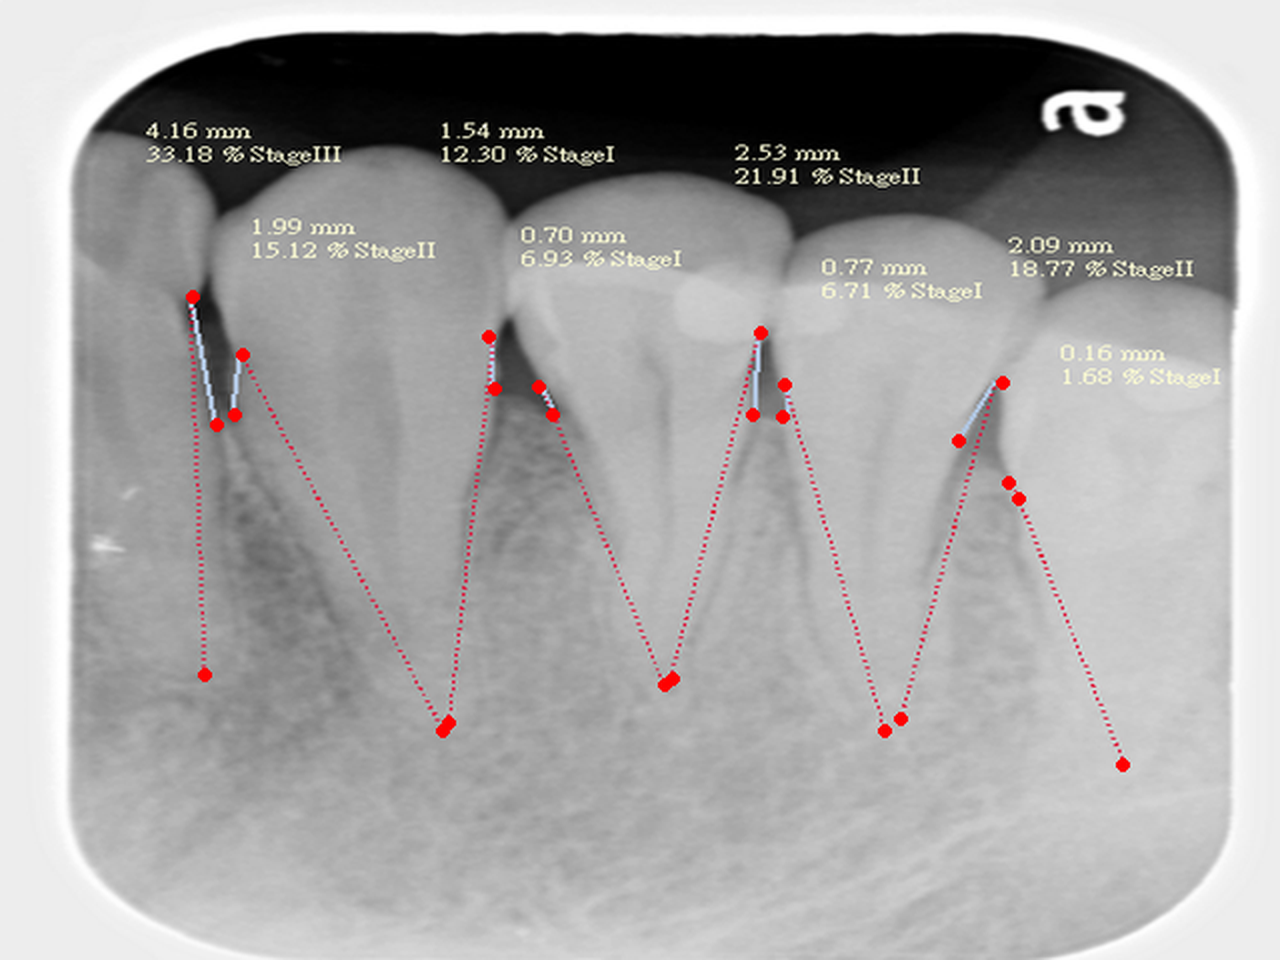 4.16 mm
33.18 % StageIII
1.54 mm
12.30 % StageI
2.53 mm
21.91 % StageII
1.99 mm
15.12 % StageII
0.70 mm
6.93 % StageI
0.77 mm
6.71 % StageI
2.09 mm
18.77 % StageII
0.16 mm
1.68 % StageI
a